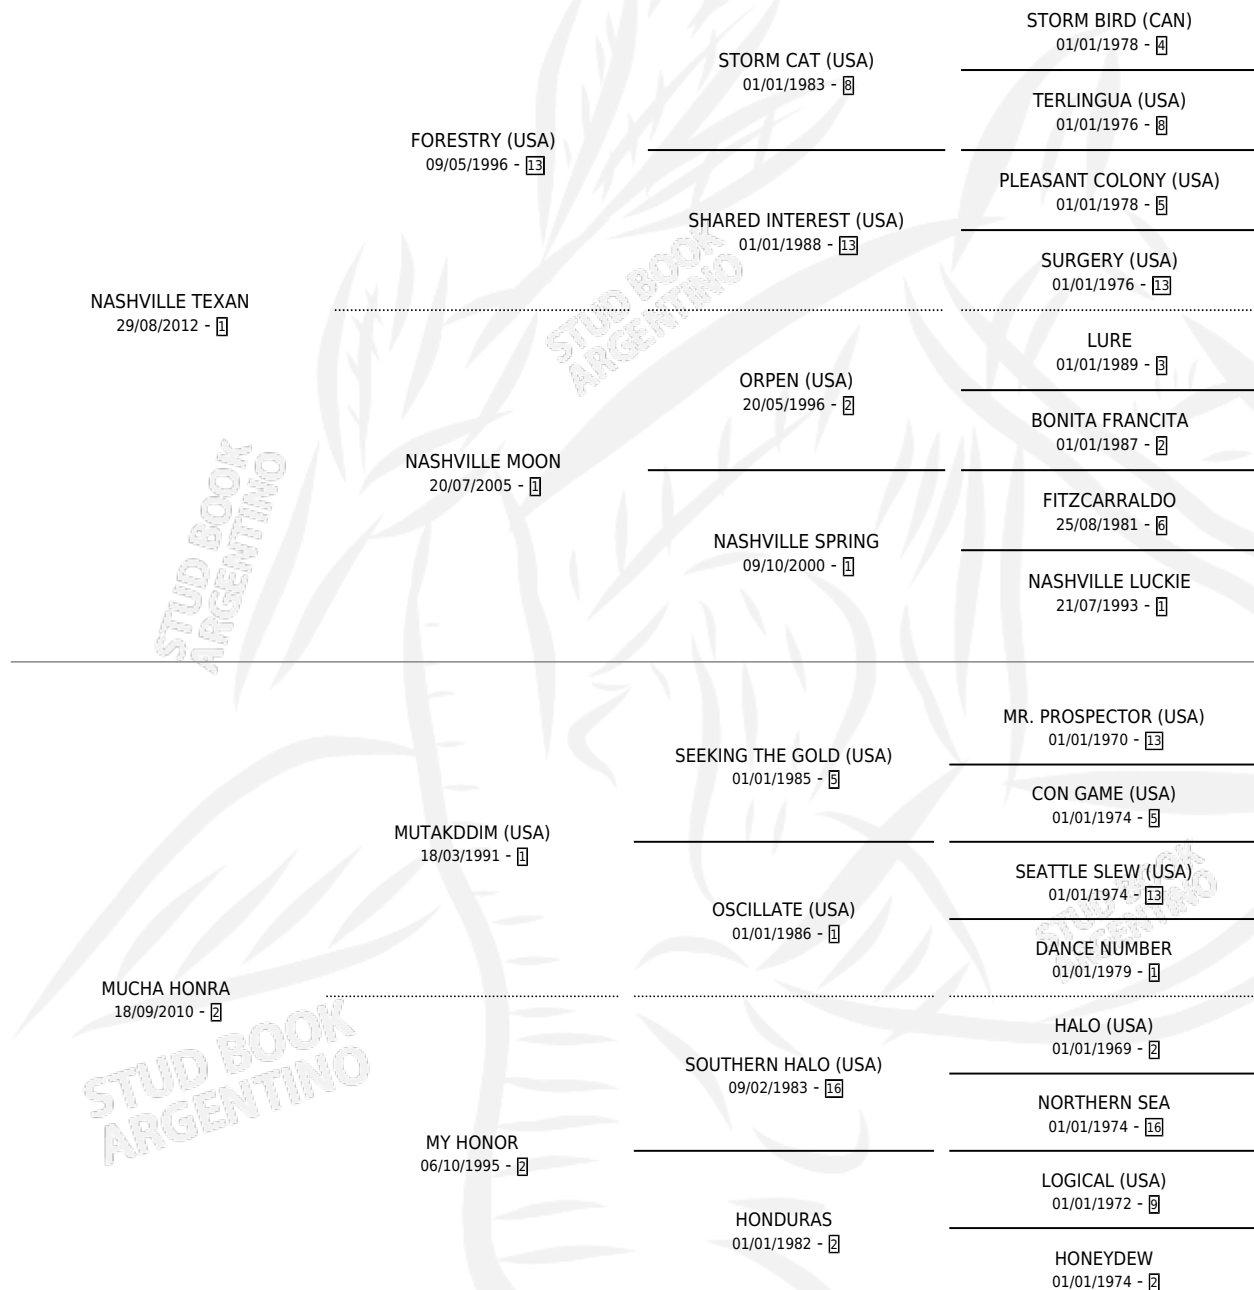 STORM BIRD (CAN)
01/01/1978 - 4
STORM CAT (USA)
01/01/1983 - 8
TERLINGUA (USA)
01/01/1976 - 8
FORESTRY (USA)
09/05/1996 - 13
PLEASANT COLONY (USA)
01/01/1978 - 5
SHARED INTEREST (USA)
01/01/1988 - 13
SURGERY (USA)
01/01/1976 - 13
NASHVILLE TEXAN
29/08/2012 - 1
STUD BOOK
ARGENTINO
LURE
01/01/1989 - 3
ORPEN (USA)
20/05/1996 - 2
BONITA FRANCITA
01/01/1987 - 2
NASHVILLE MOON
20/07/2005 - 1
FITZCARRALDO
25/08/1981 - 6
NASHVILLE SPRING
09/10/2000 - 1
NASHVILLE LUCKIE
21/07/1993 - 1
STUD BOOK
ARGENTINO
MR. PROSPECTOR (USA)
01/01/1970 - 13
SEEKING THE GOLD (USA)
01/01/1985 - 5
CON GAME (USA)
01/01/1974 - 5
MUTAKDDIM (USA)
18/03/1991 - 1
SEATTLE SLEW (USA)
01/01/1974 - 13
OSCILLATE (USA)
01/01/1986 - 1
STUD BOOK
ARGENTINO
DANCE NUMBER
01/01/1979 - 1
MUCHA HONRA
18/09/2010 - 2
STUD BOOK
ARGENTINO
HALO (USA)
01/01/1969 - 2
SOUTHERN HALO (USA)
09/02/1983 - 16
NORTHERN SEA
01/01/1974 - 16
MY HONOR
06/10/1995 - 2
LOGICAL (USA)
01/01/1972 - 9
HONDURAS
01/01/1982 - 2
HONEYDEW
01/01/1974 - 2